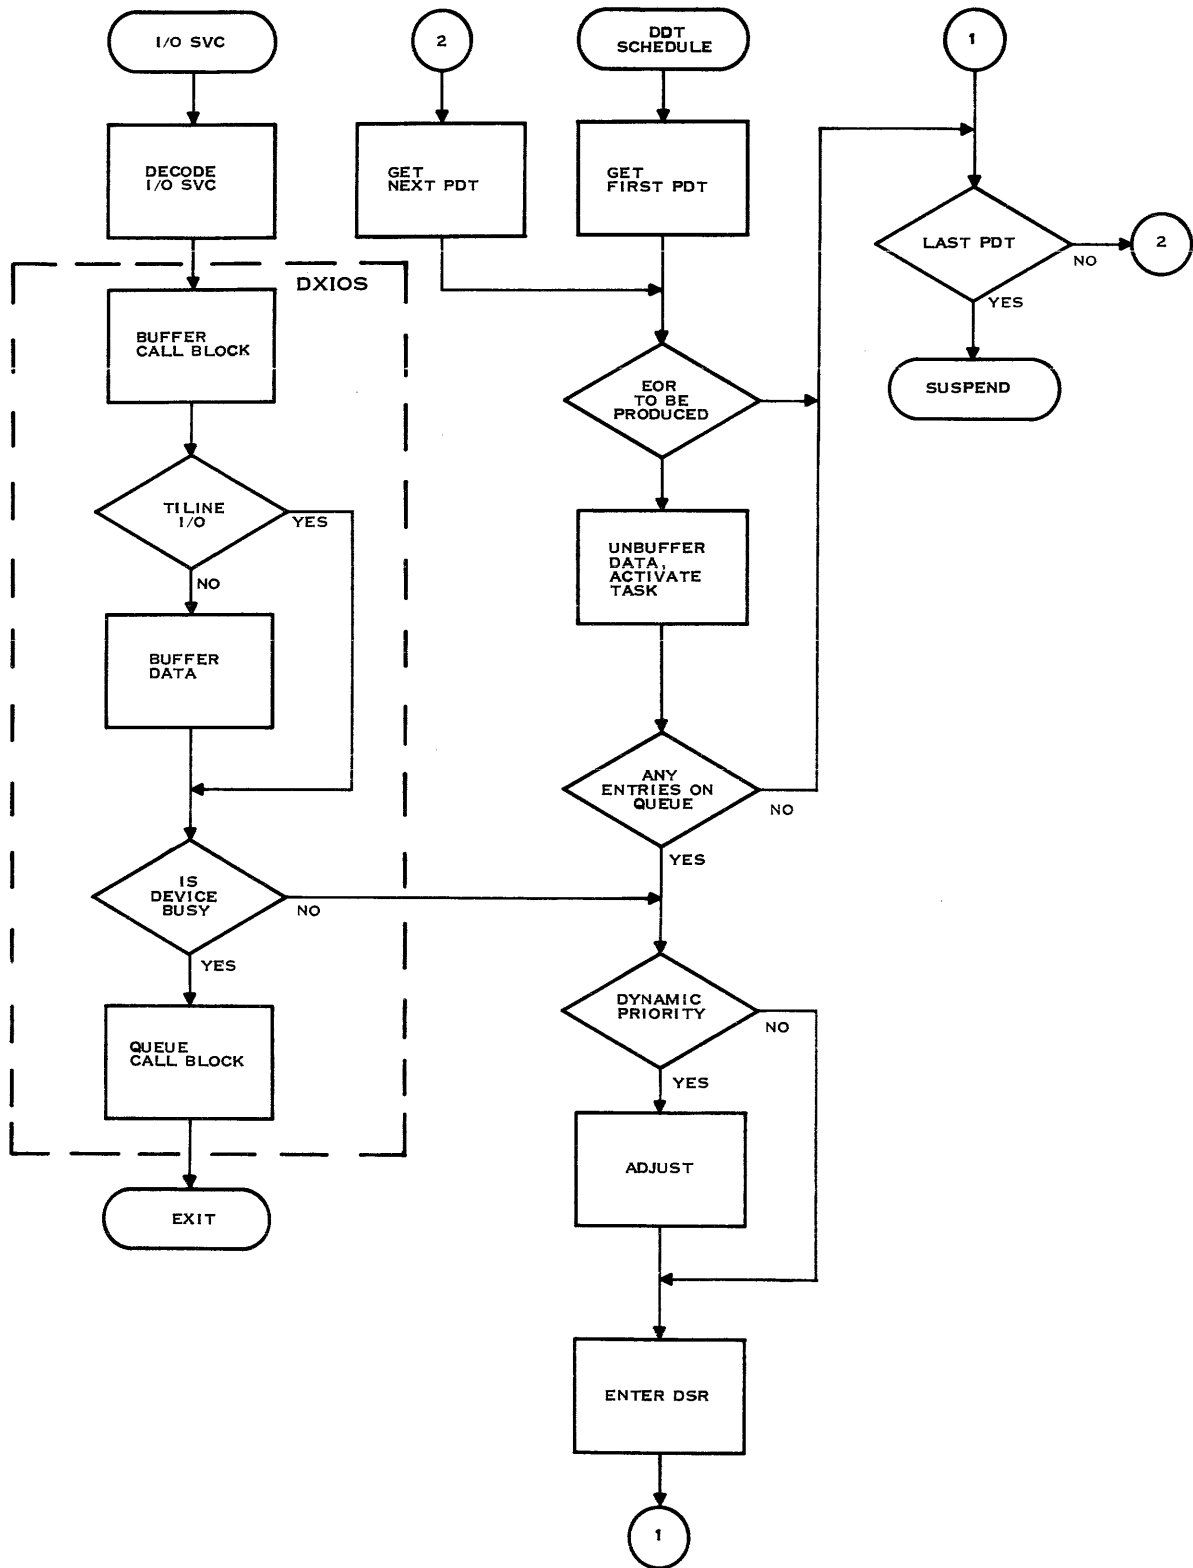 I/O SVC
2
DDT
SCHEDULE
1
DECODE
I/O SVC
GET
NEXT PDT
GET
FIRST PDT
LAST PDT
NO
2
YES
SUSPEND
DXIOS
BUFFER
CALL BLOCK
EOR
TO BE
PRODUCED
TILINE
I/O
YES
NO
UNBUFFER
DATA,
ACTIVATE
TASK
BUFFER
DATA
ANY
ENTRIES ON
QUEUE
NO
YES
IS
DEVICE
BUSY
NO
YES
DYNAMIC
PRIORITY
NO
YES
QUEUE
CALL BLOCK
ADJUST
EXIT
ENTER DSR
1